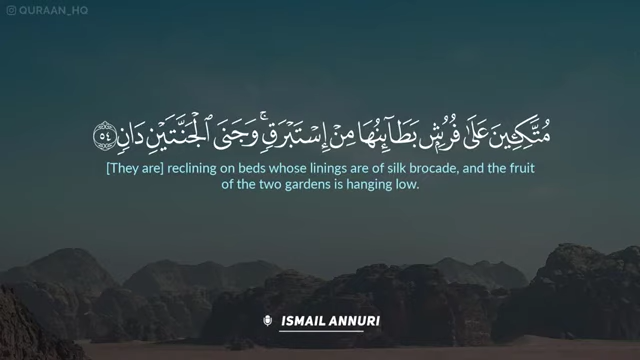 QURAAN_HQ
مُتَّكِـِٔينَ عَلَىٰ فُرُشٍۭ بَطَآئِنُهَا مِنْ إِسْتَبْرَقٍۢ ۚ وَجَنَى ٱلْجَنَّتَيْنِ دَانٍۢ ٥٤
[They are] reclining on beds whose linings are of silk brocade, and the fruit
of the two gardens is hanging low.
ISMAIL ANNURI